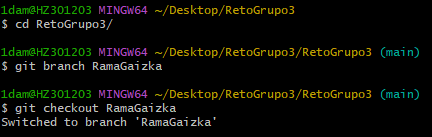 1dam@HZ301203 MINGW64 ~/Desktop/RetoGrupo3
$ cd RetoGrupo3/
1dam@HZ301203 MINGW64 ~/Desktop/RetoGrupo3/RetoGrupo3 (main)
$ git branch RamaGaizka
1dam@HZ301203 MINGW64 ~/Desktop/RetoGrupo3/RetoGrupo3 (main)
$ git checkout RamaGaizka
Switched to branch 'RamaGaizka'